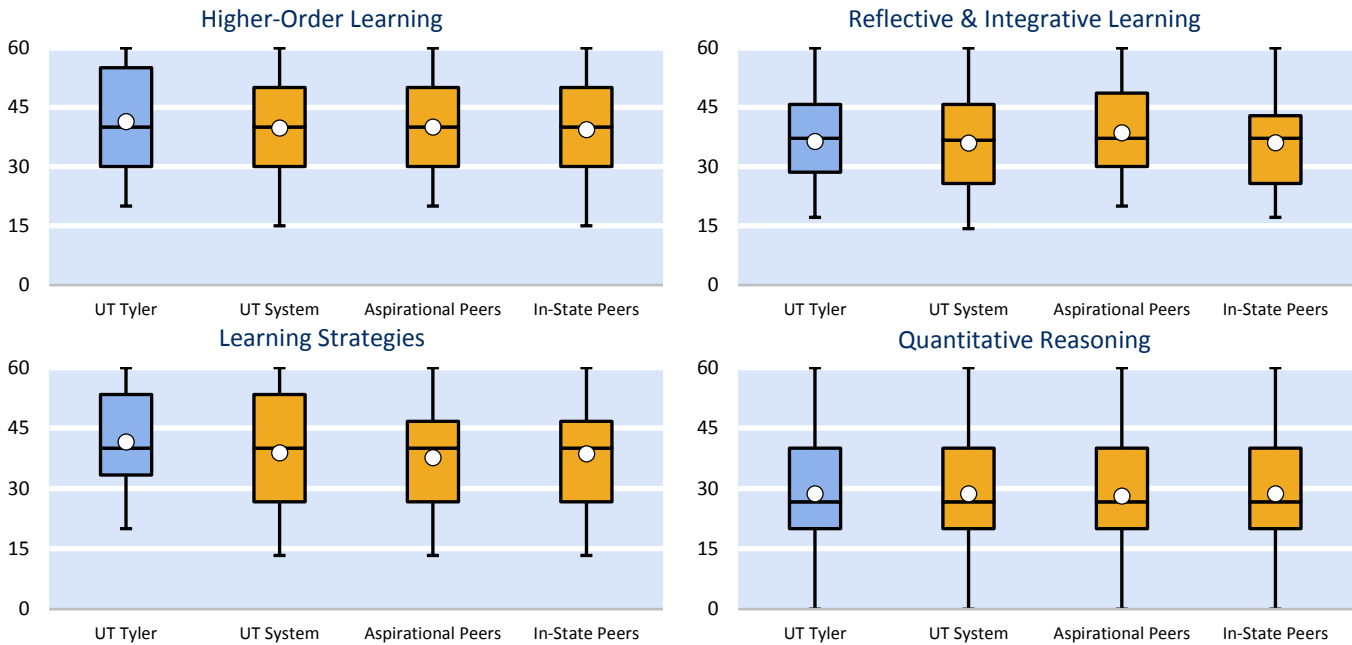 Higher-Order Learning
60
45
30
15
0
UT Tyler UT System Aspirational Peers In-State Peers
Reflective & Integrative Learning
60
45
30
15
0
UT Tyler UT System Aspirational Peers In-State Peers
Learning Strategies
60
45
30
15
0
UT Tyler UT System Aspirational Peers In-State Peers
Quantitative Reasoning
60
45
30
15
0
UT Tyler UT System Aspirational Peers In-State Peers